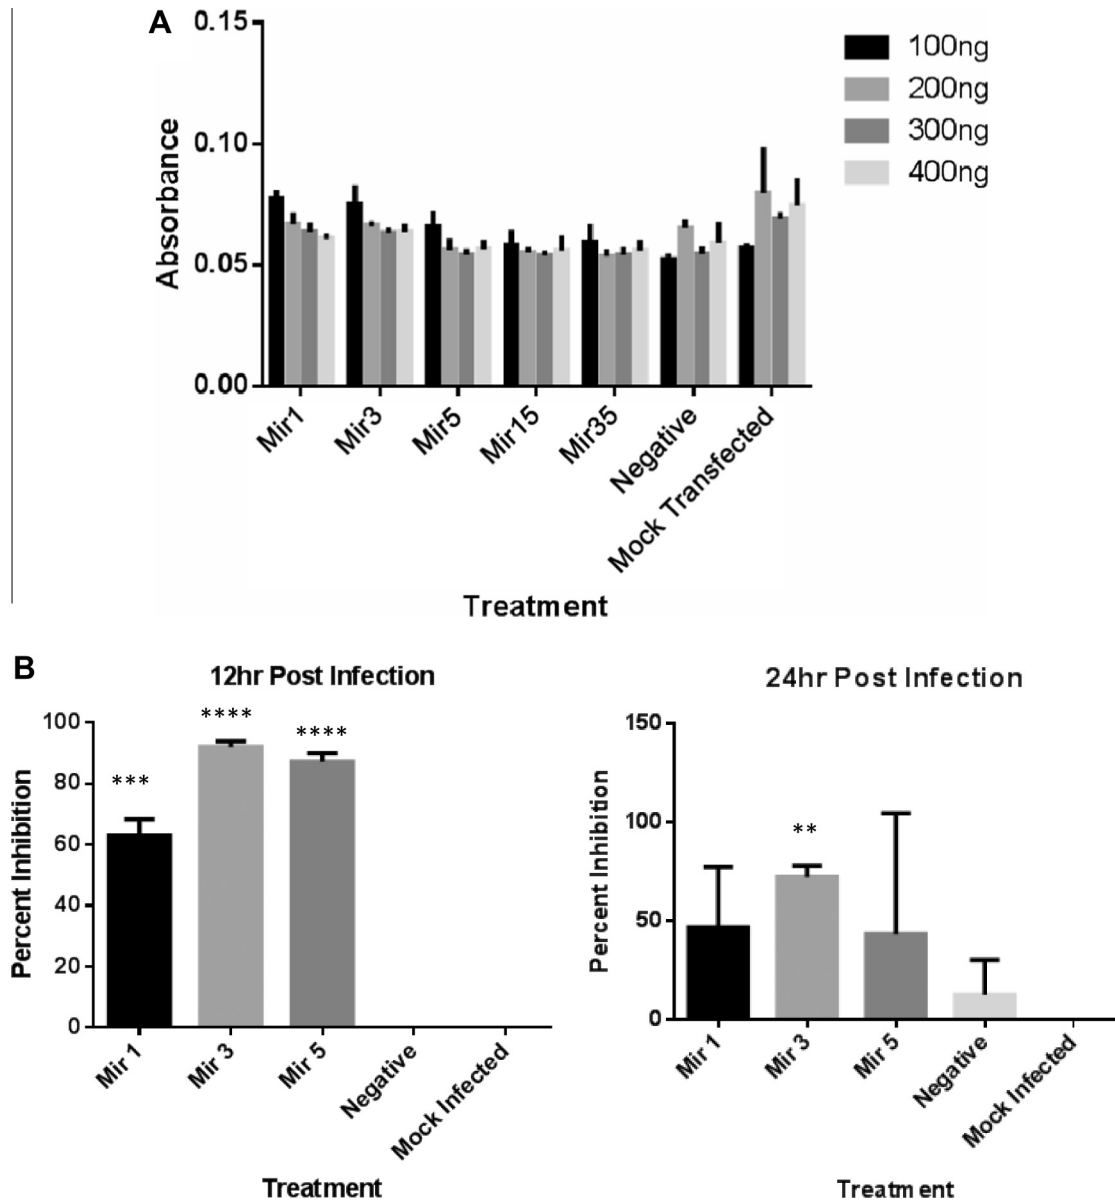 A
0.15
0.10
0.05
0.00
Absorbance
100ng
200ng
300ng
400ng
Mir1
Mir3
Mir5
Mir15
Mir35
Negative
Mock Transfected
Treatment
B
12hr Post Infection
100
80
60
40
20
0
Percent Inhibition
***
****
****
Mir 1
Mir 3
Mir 5
Negative
Mock Infected
Treatment
24hr Post Infection
150
100
50
0
Percent Inhibition
**
Mir 1
Mir 3
Mir 5
Negative
Mock Infected
Treatment